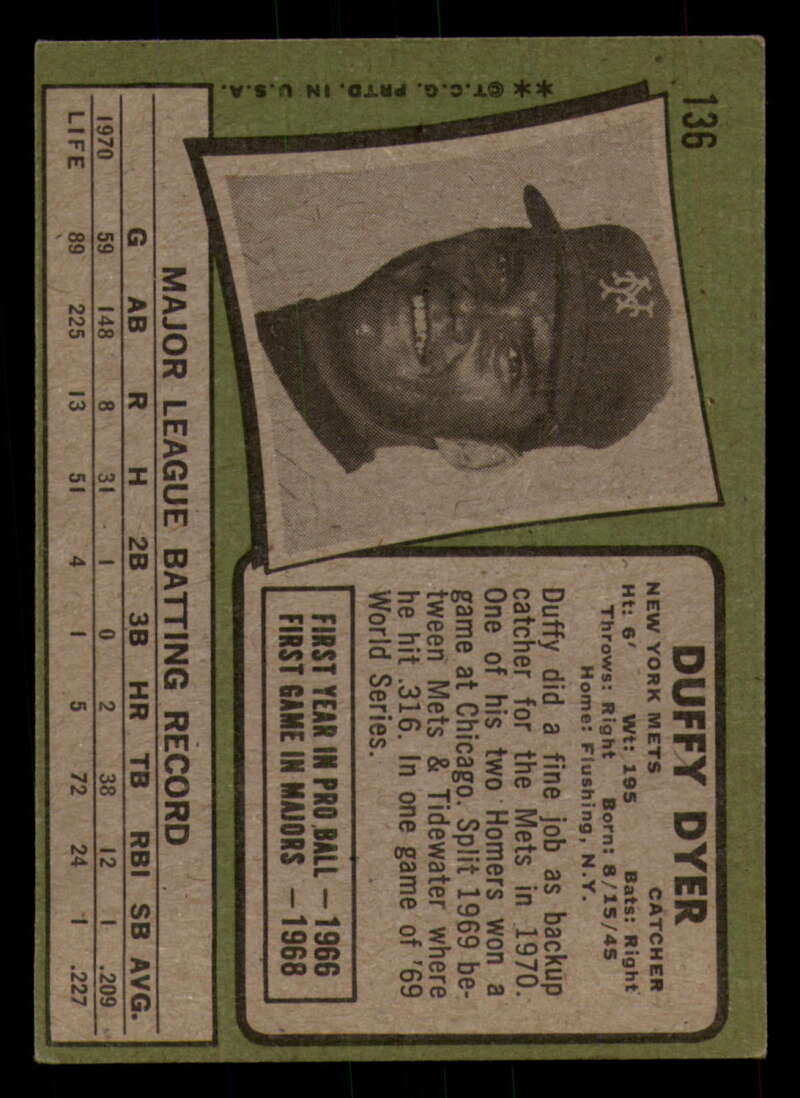 136
DUFFY DYER
NEW YORK METS CATCHER
Ht: 6' Wt: 195 Bats: Right
Throws: Right Born: 8/15/45
Home: Flushing, N.Y.
Duffy did a fine job as backup
catcher for the Mets in 1970.
One of his two Homers won a
game at Chicago. Split 1969 be-
tween Mets & Tidewater where
he hit .316. In one game of '69
World Series.
FIRST YEAR IN PRO BALL — 1966
FIRST GAME IN MAJORS — 1968
NY
**©T.C.G. PRTD. IN U.S.A.
MAJOR LEAGUE BATTING RECORD
G AB R H 2B 3B HR TB RBI SB AVG.
1970 59 148 8 31 1 0 2 38 12 1 .209
LIFE 89 225 13 51 4 1 5 72 24 1 .227